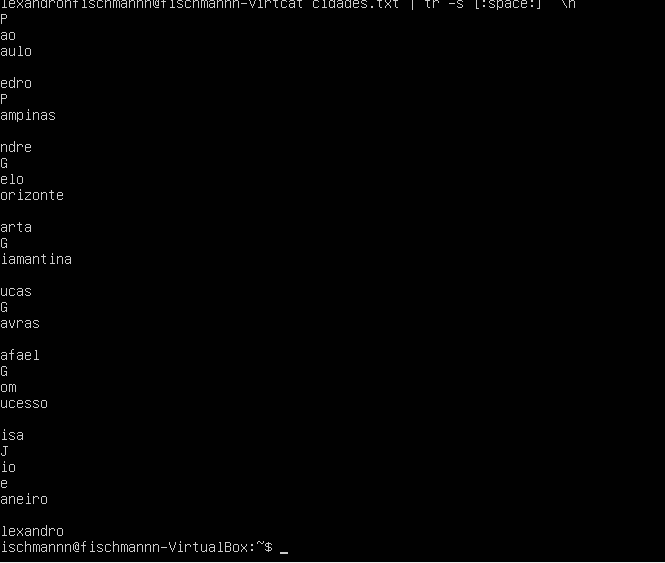 lexandronfischmannn@fischmannn-Virtcat cidades.txt | tr -s [:space:]  \n
P
ao
aulo
edro
P
ampinas
ndre
G
elo
orizonte
arta
G
iamantina
ucas
G
avras
afael
G
om
ucesso
isa
J
io
e
aneiro
lexandro
ischmannn@fischmannn-VirtualBox:~$ _